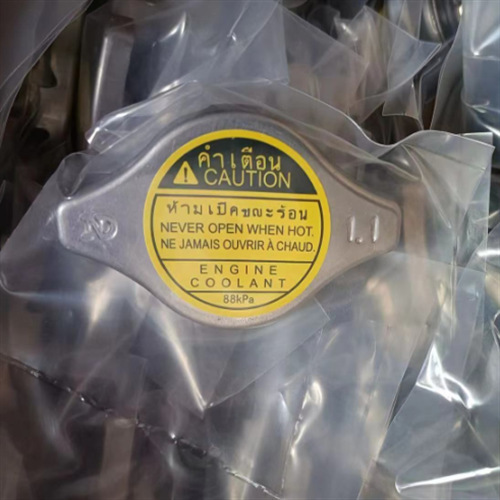 คำเตือน
CAUTION
ห้ามเปิดขณะร้อน
NEVER OPEN WHEN HOT.
NE JAMAIS OUVRIR À CHAUD.
ENGINE
COOLANT
88kPa
1.1